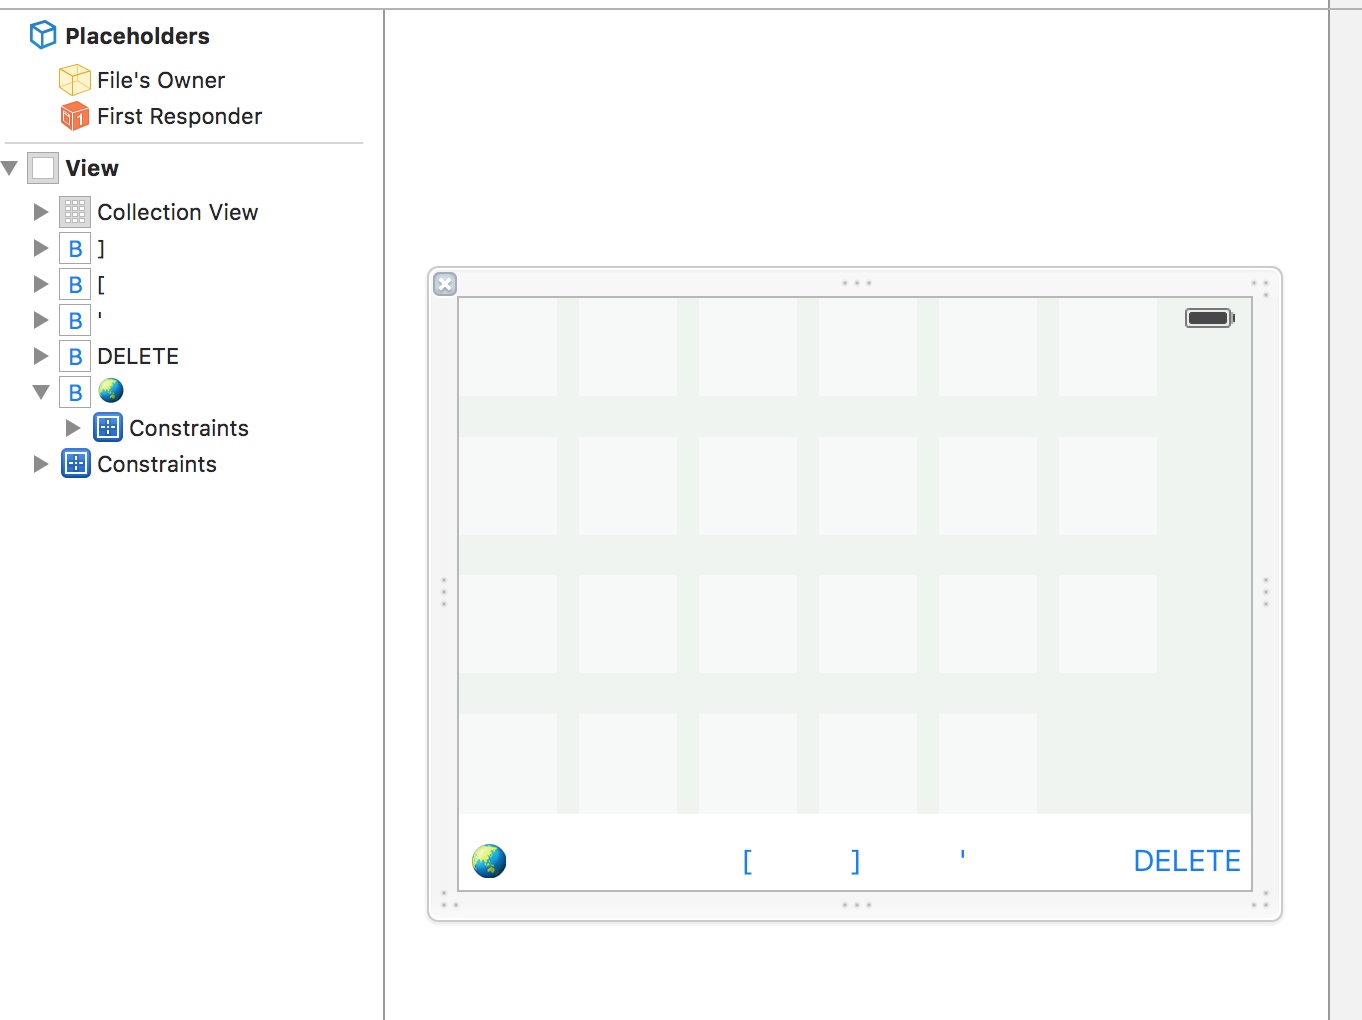 Placeholders
File's Owner
First Responder
View
Collection View
B ]
B [
B '
B DELETE
B 🌏
Constraints
Constraints
[ ] ' DELETE